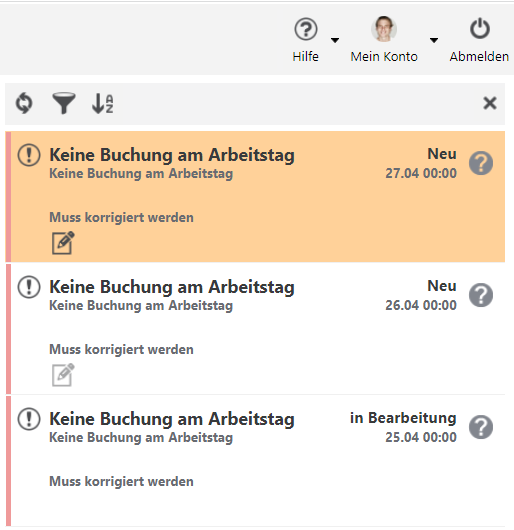 Hilfe
Mein Konto
Abmelden
Keine Buchung am Arbeitstag
Neu
Keine Buchung am Arbeitstag
27.04 00:00
Muss korrigiert werden
Keine Buchung am Arbeitstag
Neu
Keine Buchung am Arbeitstag
26.04 00:00
Muss korrigiert werden
Keine Buchung am Arbeitstag
in Bearbeitung
Keine Buchung am Arbeitstag
25.04 00:00
Muss korrigiert werden